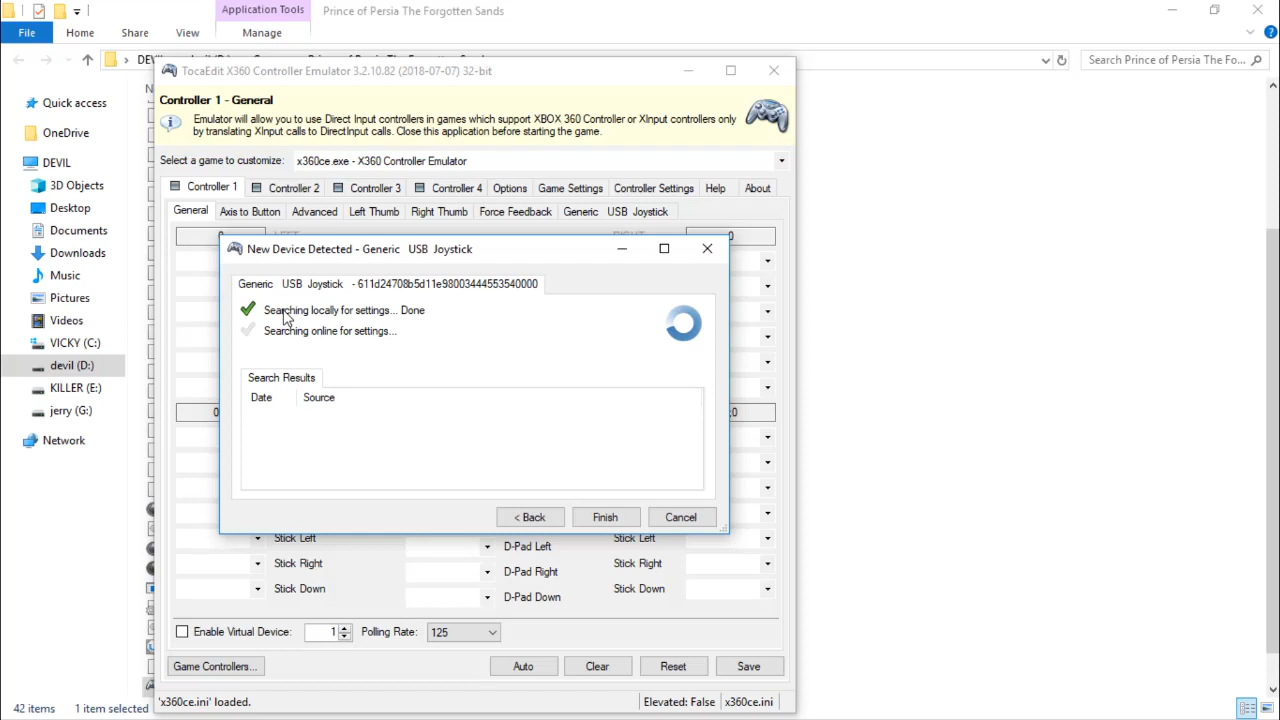 Application Tools
Prince of Persia The Forgotten Sands
File
Home
Share
View
Manage
Search Prince of Persia The Fo...
Quick access
OneDrive
DEVIL
3D Objects
Desktop
Documents
Downloads
Music
Pictures
Videos
VICKY (C:)
devil (D:)
KILLER (E:)
jerry (G:)
Network
42 items
1 item selected
TocaEdit X360 Controller Emulator 3.2.10.82 (2018-07-07) 32-bit
Controller 1 - General
Emulator will allow you to use Direct Input controllers in games which support XBOX 360 Controller or XInput controllers only
by translating XInput calls to DirectInput calls. Close this application before starting the game.
Select a game to customize:
x360ce.exe - X360 Controller Emulator
Controller 1
Controller 2
Controller 3
Controller 4
Options
Game Settings
Controller Settings
Help
About
General
Axis to Button
Advanced
Left Thumb
Right Thumb
Force Feedback
Generic USB Joystick
New Device Detected - Generic USB Joystick
Generic USB Joystick - 611d24708b5d11e98003444553540000
Searching locally for settings... Done
Searching online for settings...
Search Results
Date
Source
< Back
Finish
Cancel
Stick Left
D-Pad Left
Stick Left
Stick Right
D-Pad Right
Stick Right
Stick Down
D-Pad Down
Stick Down
Enable Virtual Device:
1
Polling Rate:
125
Game Controllers...
Auto
Clear
Reset
Save
'x360ce.ini' loaded.
Elevated: False
x360ce.ini